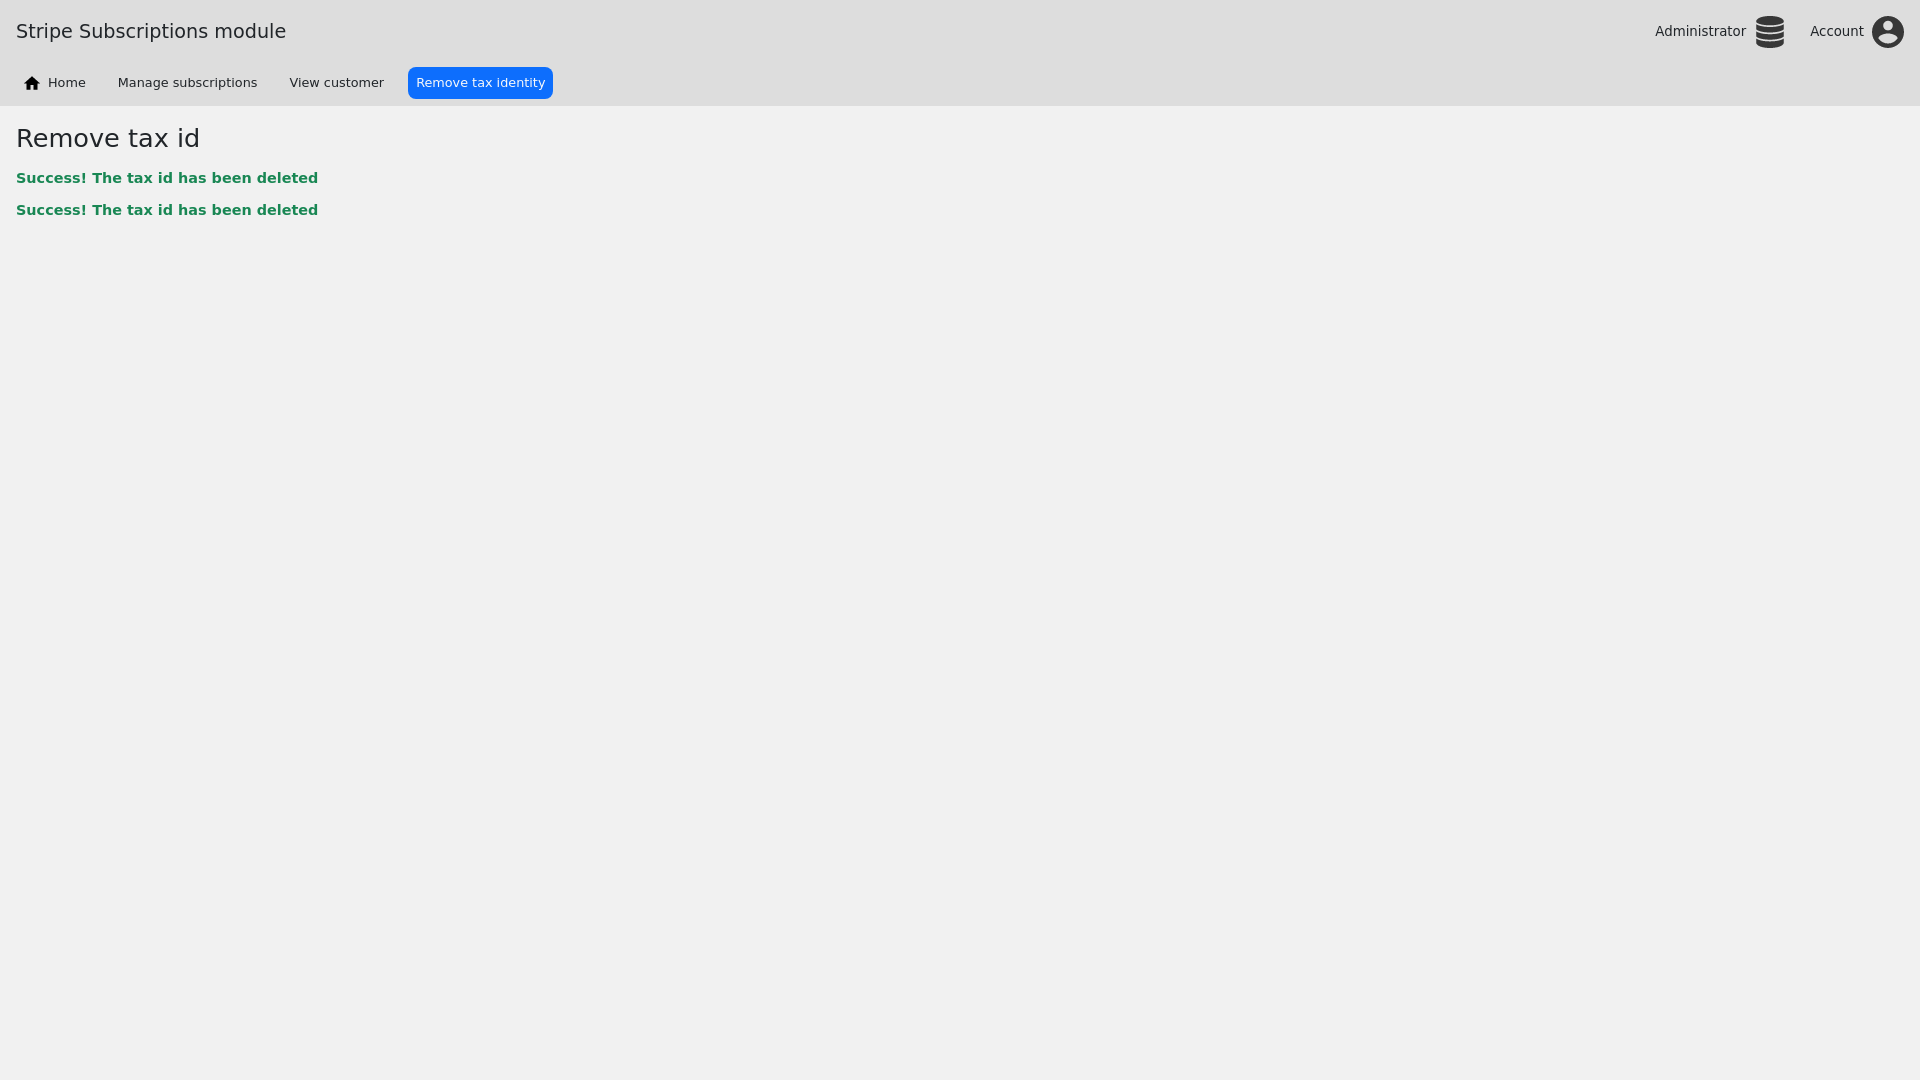 Stripe Subscriptions module
Administrator
Account
Home
Manage subscriptions
View customer
Remove tax identity
Remove tax id
Success! The tax id has been deleted
Success! The tax id has been deleted